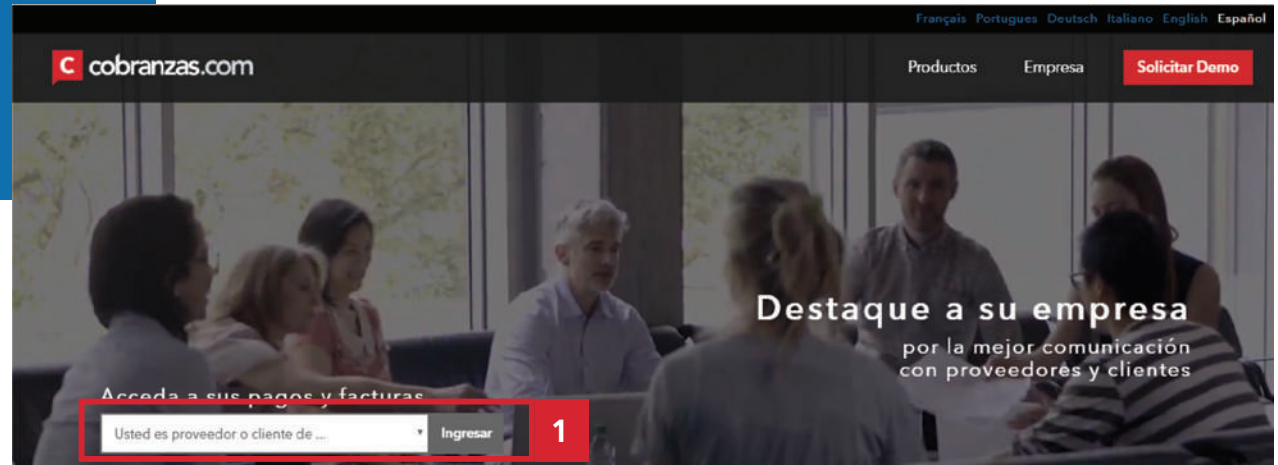 Français Portugues Deutsch Italiano English Español
C cobranzas.com
Productos Empresa Solicitar Demo
Destaque a su empresa
por la mejor comunicación
con proveedores y clientes
Acceda a sus pagos y facturas
Usted es proveedor o cliente de ... Ingresar 1